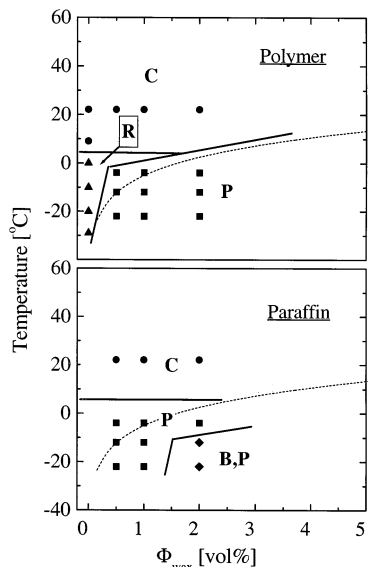 60
Polymer
C
40
20
R
0
P
-20
Temperature [°C]
60
Paraffin
40
20
C
0
P
-20
B,P
-40
0 1 2 3 4 5
Φwax [vol%]